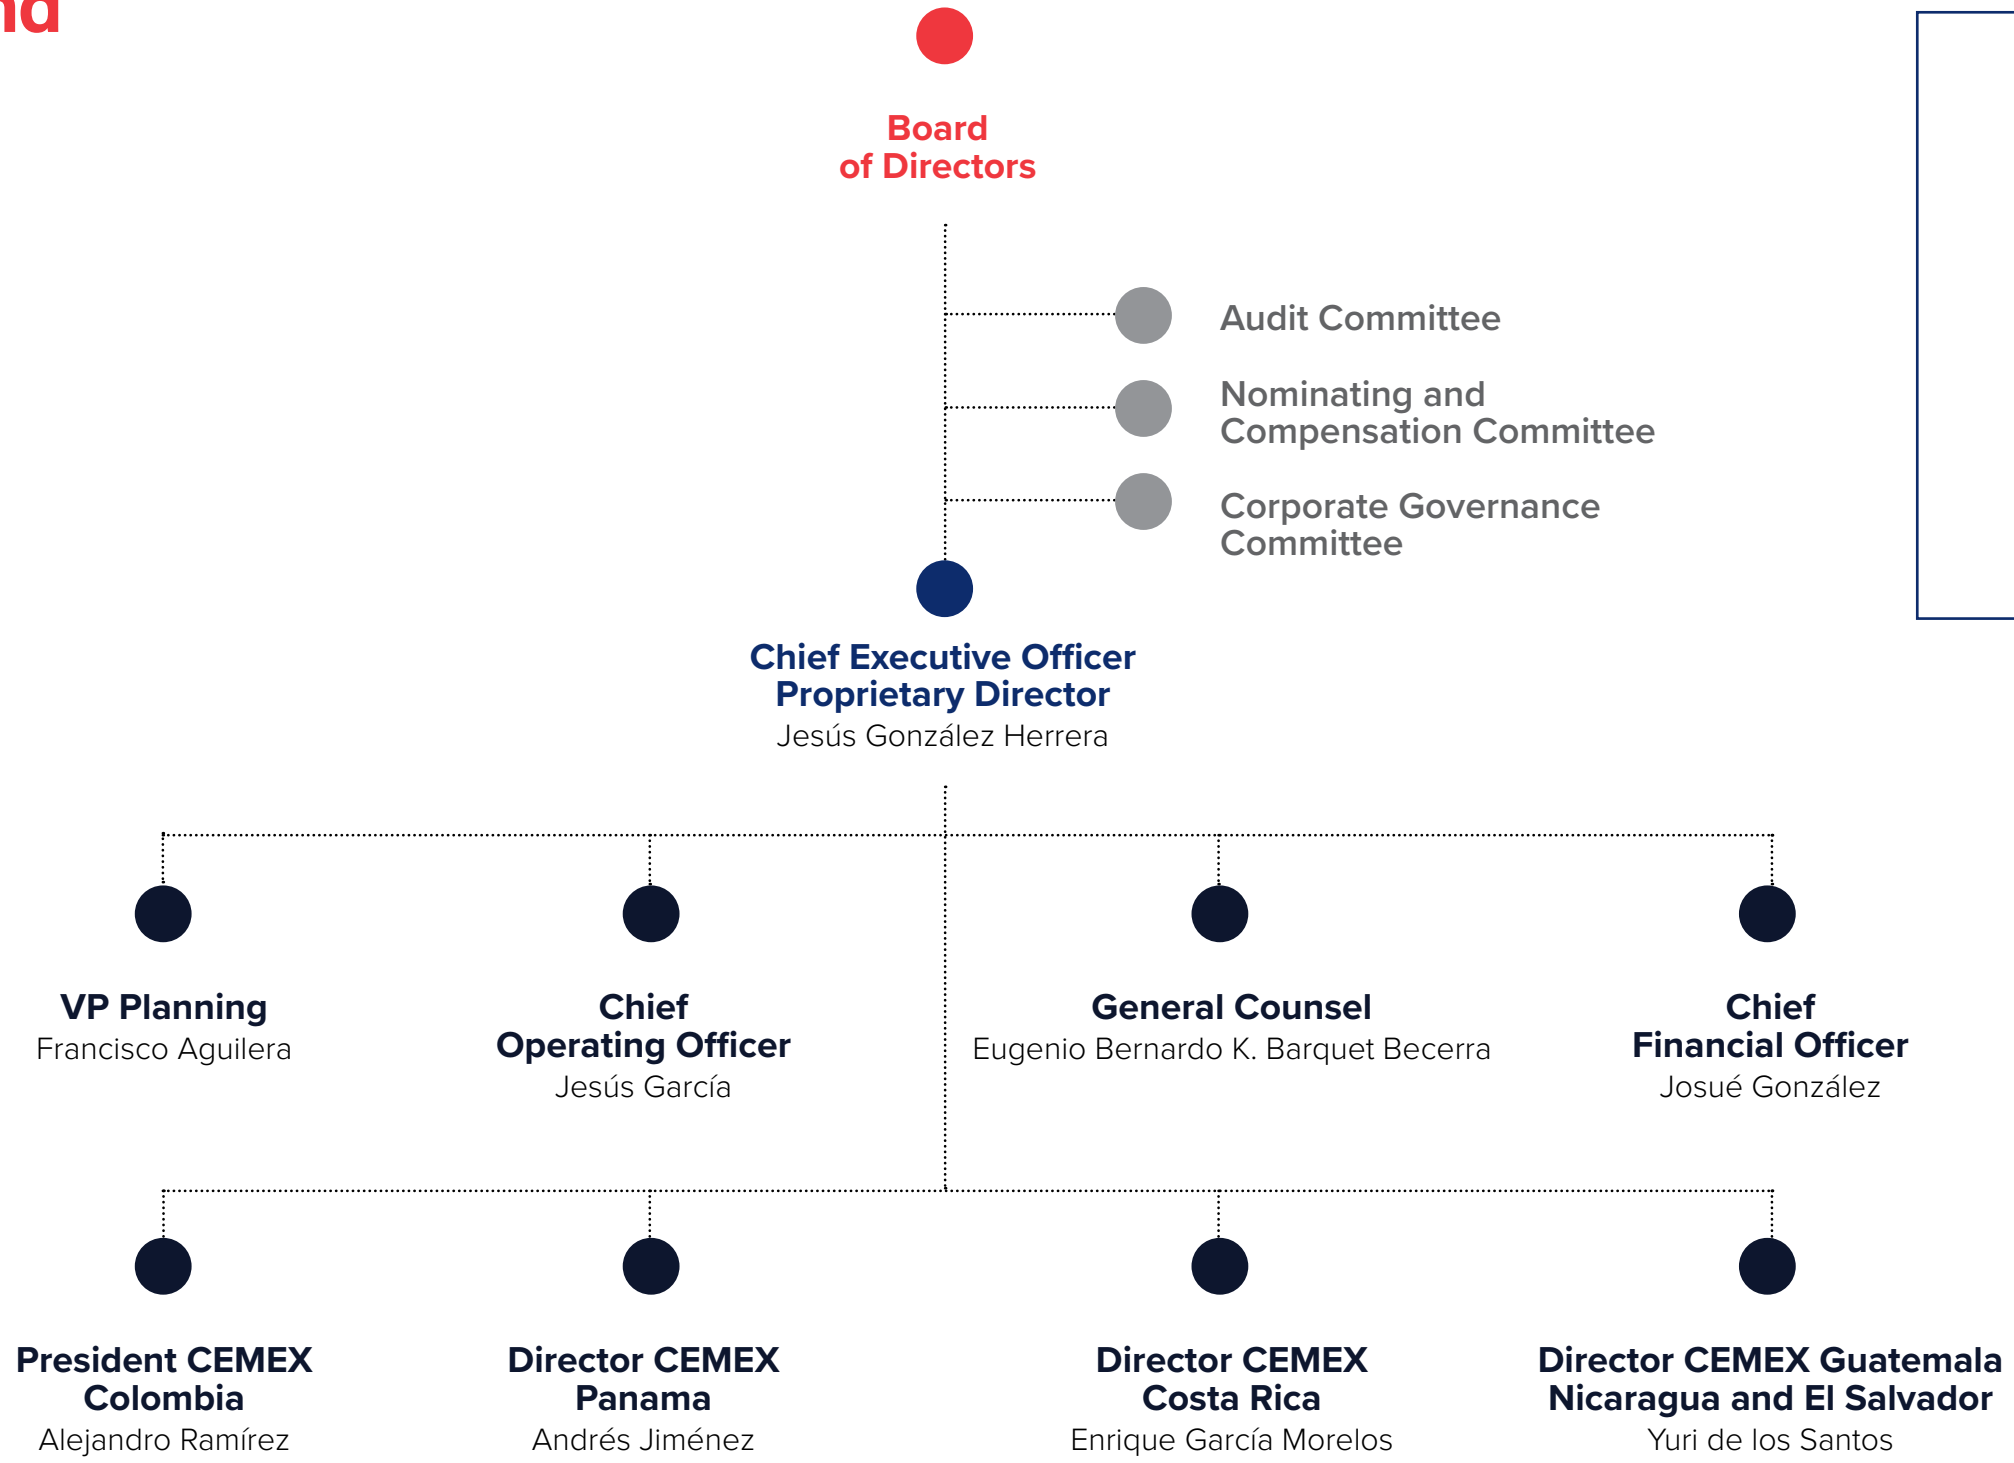 Board
of Directors
Audit Committee
Nominating and
Compensation Committee
Corporate Governance
Committee
Chief Executive Officer
Proprietary Director
Jesús González Herrera
VP Planning
Francisco Aguilera
Chief
Operating Officer
Jesús García
General Counsel
Eugenio Bernardo K. Barquet Becerra
Chief
Financial Officer
Josué González
President CEMEX
Colombia
Alejandro Ramírez
Director CEMEX
Panama
Andrés Jiménez
Director CEMEX
Costa Rica
Enrique García Morelos
Director CEMEX Guatemala
Nicaragua and El Salvador
Yuri de los Santos